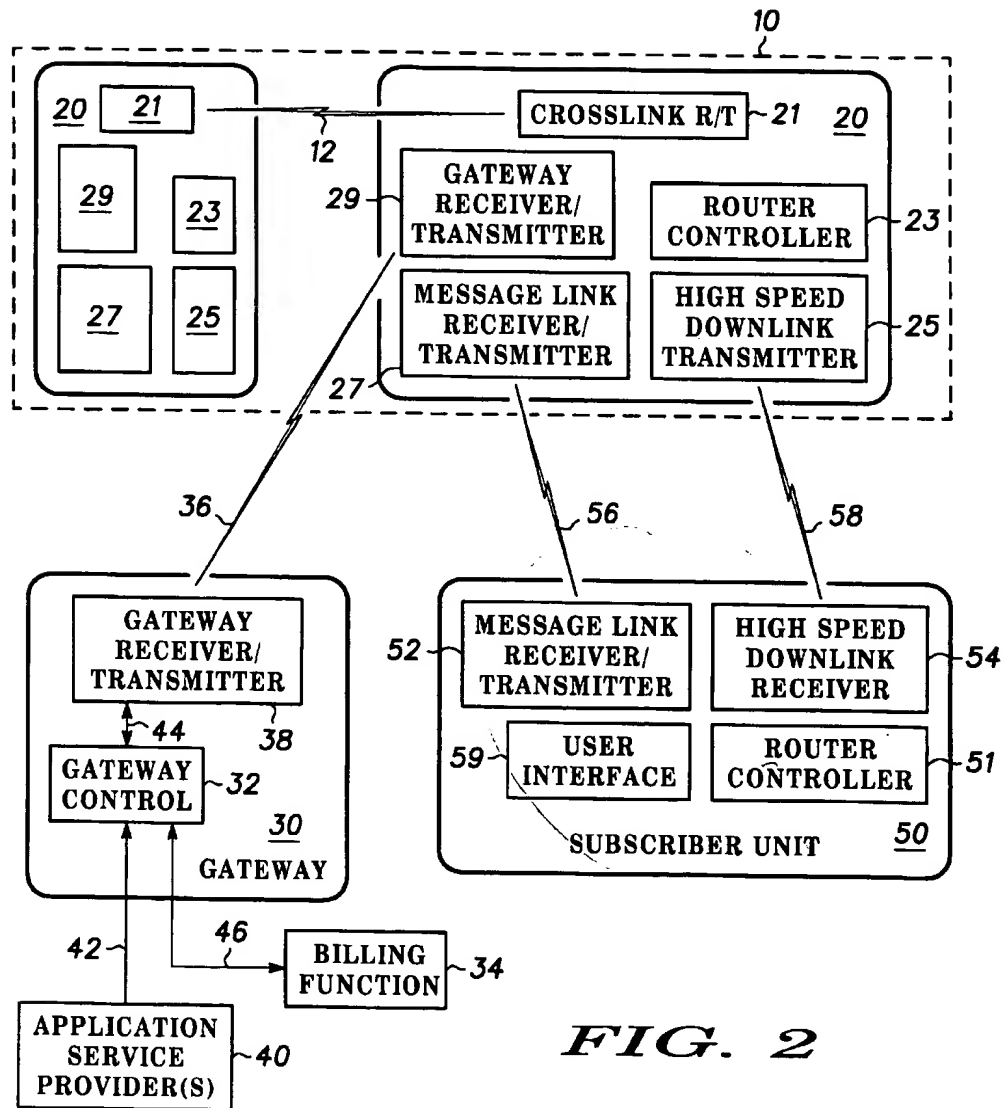 10
20
21
12
CROSSLINK R/T
21
20
29
23
27
25
29
GATEWAY
RECEIVER/
TRANSMITTER
ROUTER
CONTROLLER
23
MESSAGE LINK
RECEIVER/
TRANSMITTER
27
HIGH SPEED
DOWNLINK
TRANSMITTER
25
36
56
58
GATEWAY
RECEIVER/
TRANSMITTER
38
44
GATEWAY
CONTROL
32
30
GATEWAY
52
MESSAGE LINK
RECEIVER/
TRANSMITTER
HIGH SPEED
DOWNLINK
RECEIVER
54
59
USER
INTERFACE
ROUTER
CONTROLLER
51
SUBSCRIBER UNIT
50
42
46
BILLING
FUNCTION
34
APPLICATION
SERVICE
PROVIDER(S)
40
FIG. 2